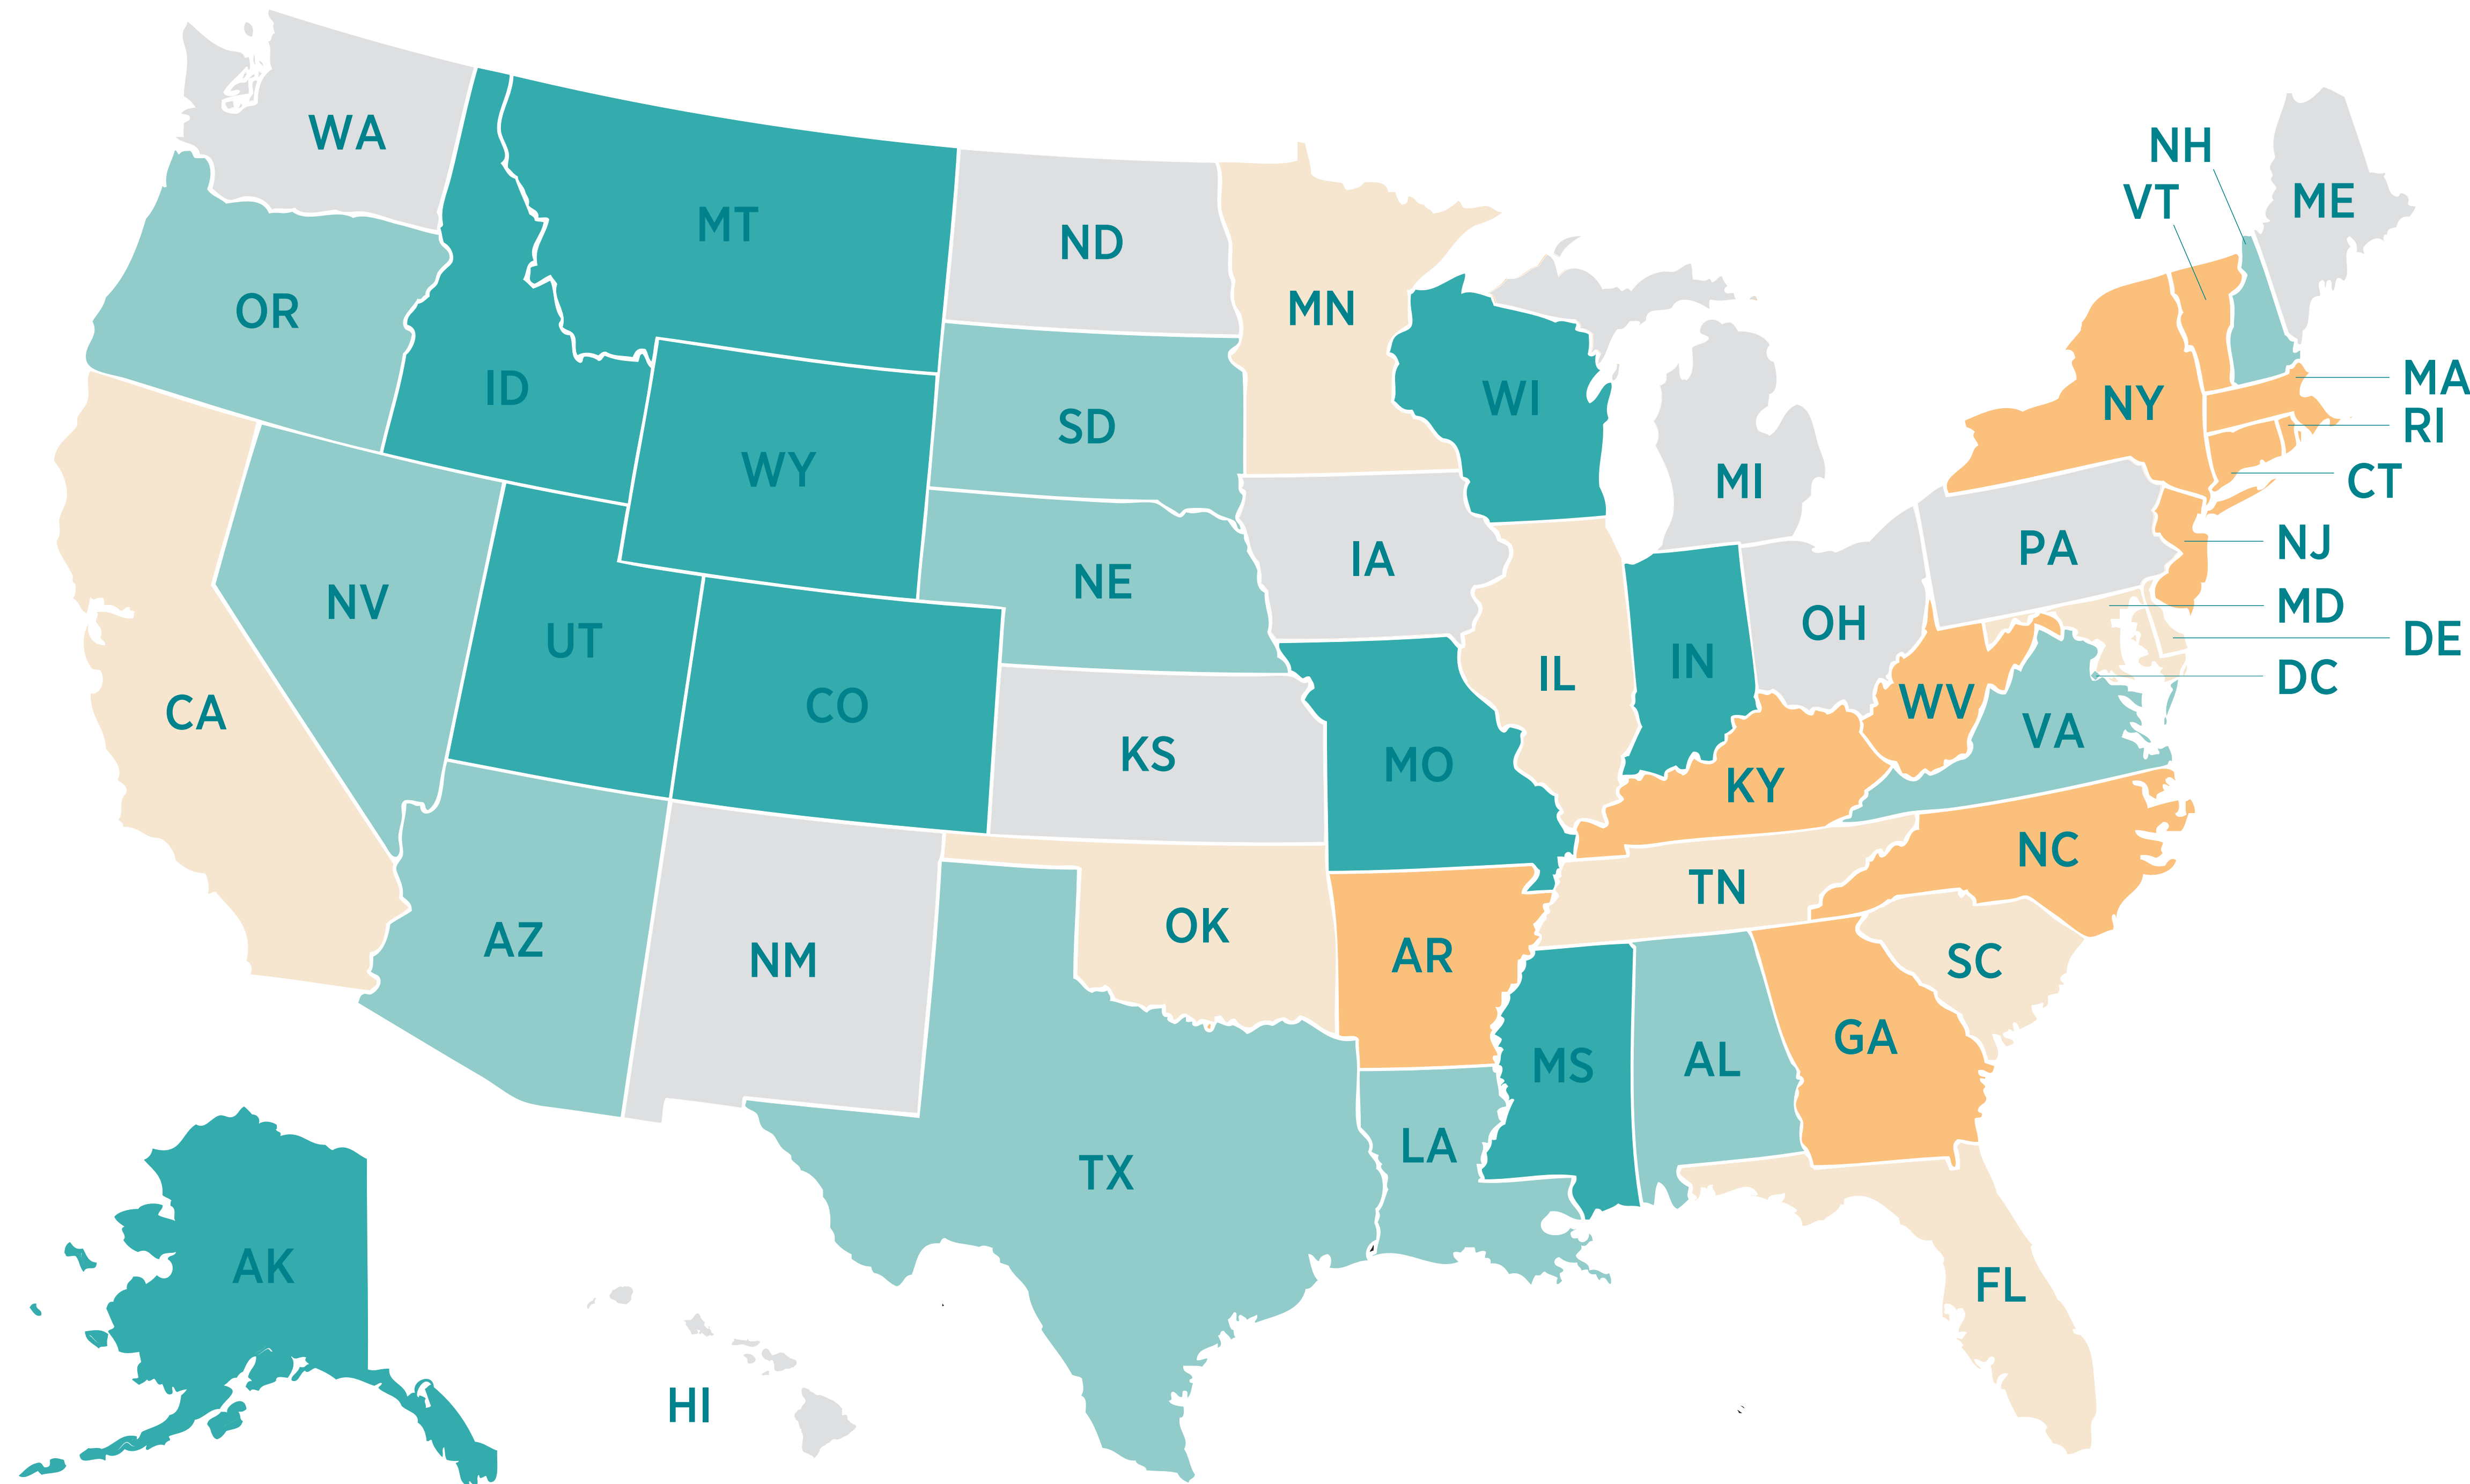 WA
NH
VT
MT
ME
ND
OR
MN
MA
ID
WI
NY
SD
RI
WY
MI
CT
NJ
PA
IA
NE
NV
MD
OH
UT
DE
IN
IL
DC
CO
WV
CA
VA
KS
MO
KY
NC
TN
OK
AZ
AR
NM
SC
GA
AL
MS
LA
TX
AK
FL
HI